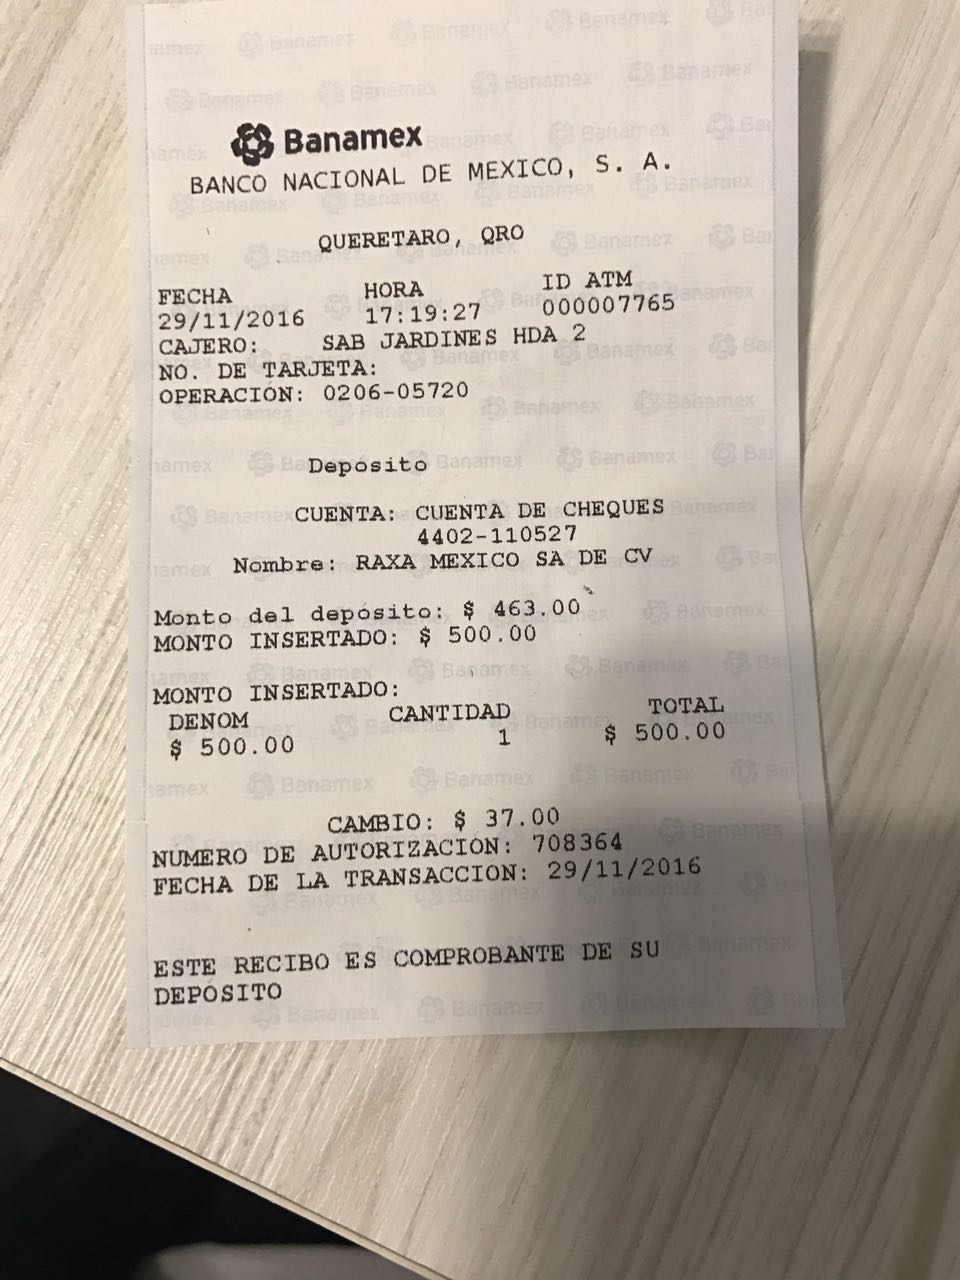 Banamex
BANCO NACIONAL DE MEXICO, S. A.
QUERETARO, QRO
FECHA HORA ID ATM
29/11/2016 17:19:27 000007765
CAJERO: SAB JARDINES HDA 2
NO. DE TARJETA:
OPERACIÓN: 0206-05720
Depósito
CUENTA: CUENTA DE CHEQUES
4402-110527
Nombre: RAXA MEXICO SA DE CV
Monto del depósito: $ 463.00
MONTO INSERTADO: $ 500.00
MONTO INSERTADO:
DENOM CANTIDAD TOTAL
$ 500.00 1 $ 500.00
CAMBIO: $ 37.00
NUMERO DE AUTORIZACIÓN: 708364
FECHA DE LA TRANSACCION: 29/11/2016
ESTE RECIBO ES COMPROBANTE DE SU
DEPÓSITO